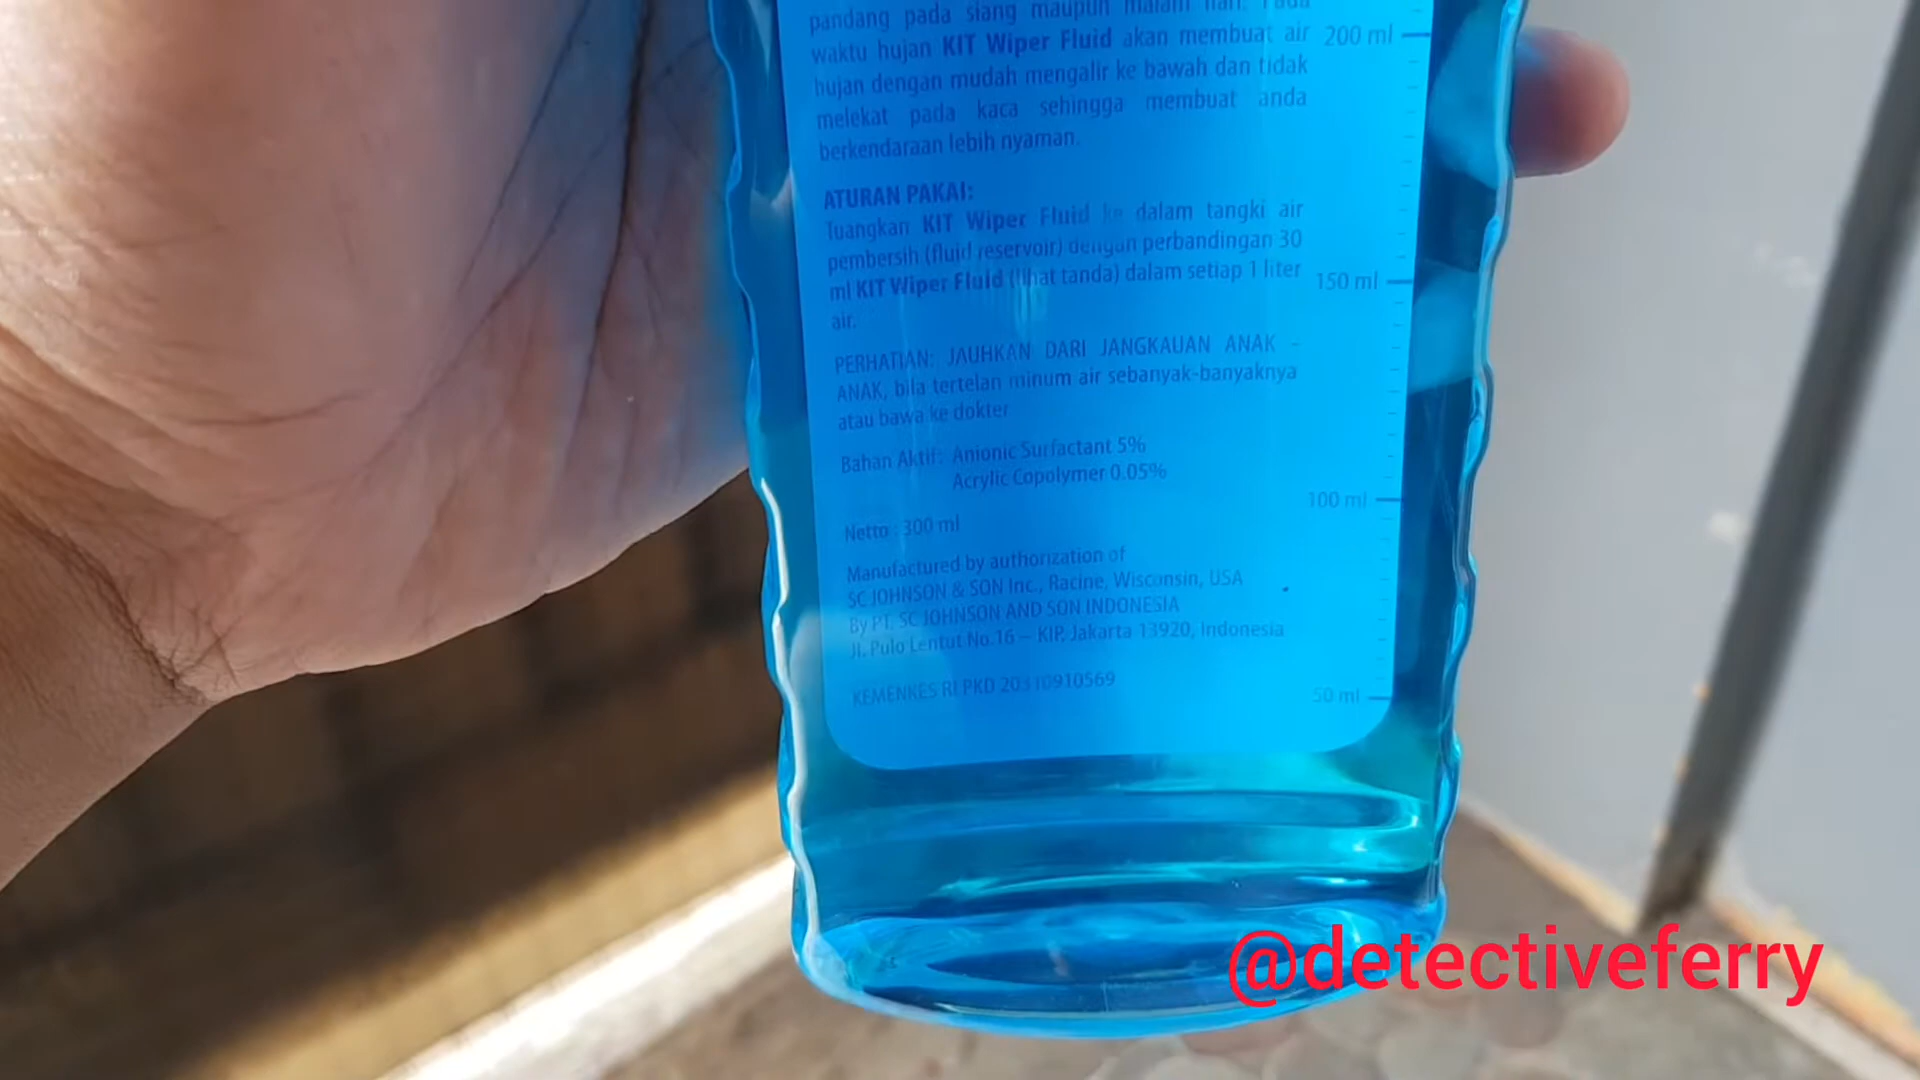 pandang pada siang maupun malam hari. Pada
waktu hujan KIT Wiper Fluid akan membuat air
hujan dengan mudah mengalir ke bawah dan tidak
melekat pada kaca sehingga membuat anda
berkendaraan lebih nyaman.
ATURAN PAKAI:
Tuangkan KIT Wiper Fluid ke dalam tangki air
pembersih (fluid reservoir) dengan perbandingan 30
ml KIT Wiper Fluid (lihat tanda) dalam setiap 1 liter
air.
PERHATIAN: JAUHKAN DARI JANGKAUAN ANAK -
ANAK, bila tertelan minum air sebanyak-banyaknya
atau bawa ke dokter
Bahan Aktif: Anionic Surfactant 5%
Acrylic Copolymer 0.05%
Netto : 300 ml
Manufactured by authorization of
SC JOHNSON & SON Inc., Racine, Wisconsin, USA
By PT. SC JOHNSON AND SON INDONESIA
Jl. Pulo Lentut No.16 – KIP, Jakarta 13920, Indonesia
KEMENKES RI PKD 20310910569
200 ml
150 ml
100 ml
50 ml
@detectiveferry